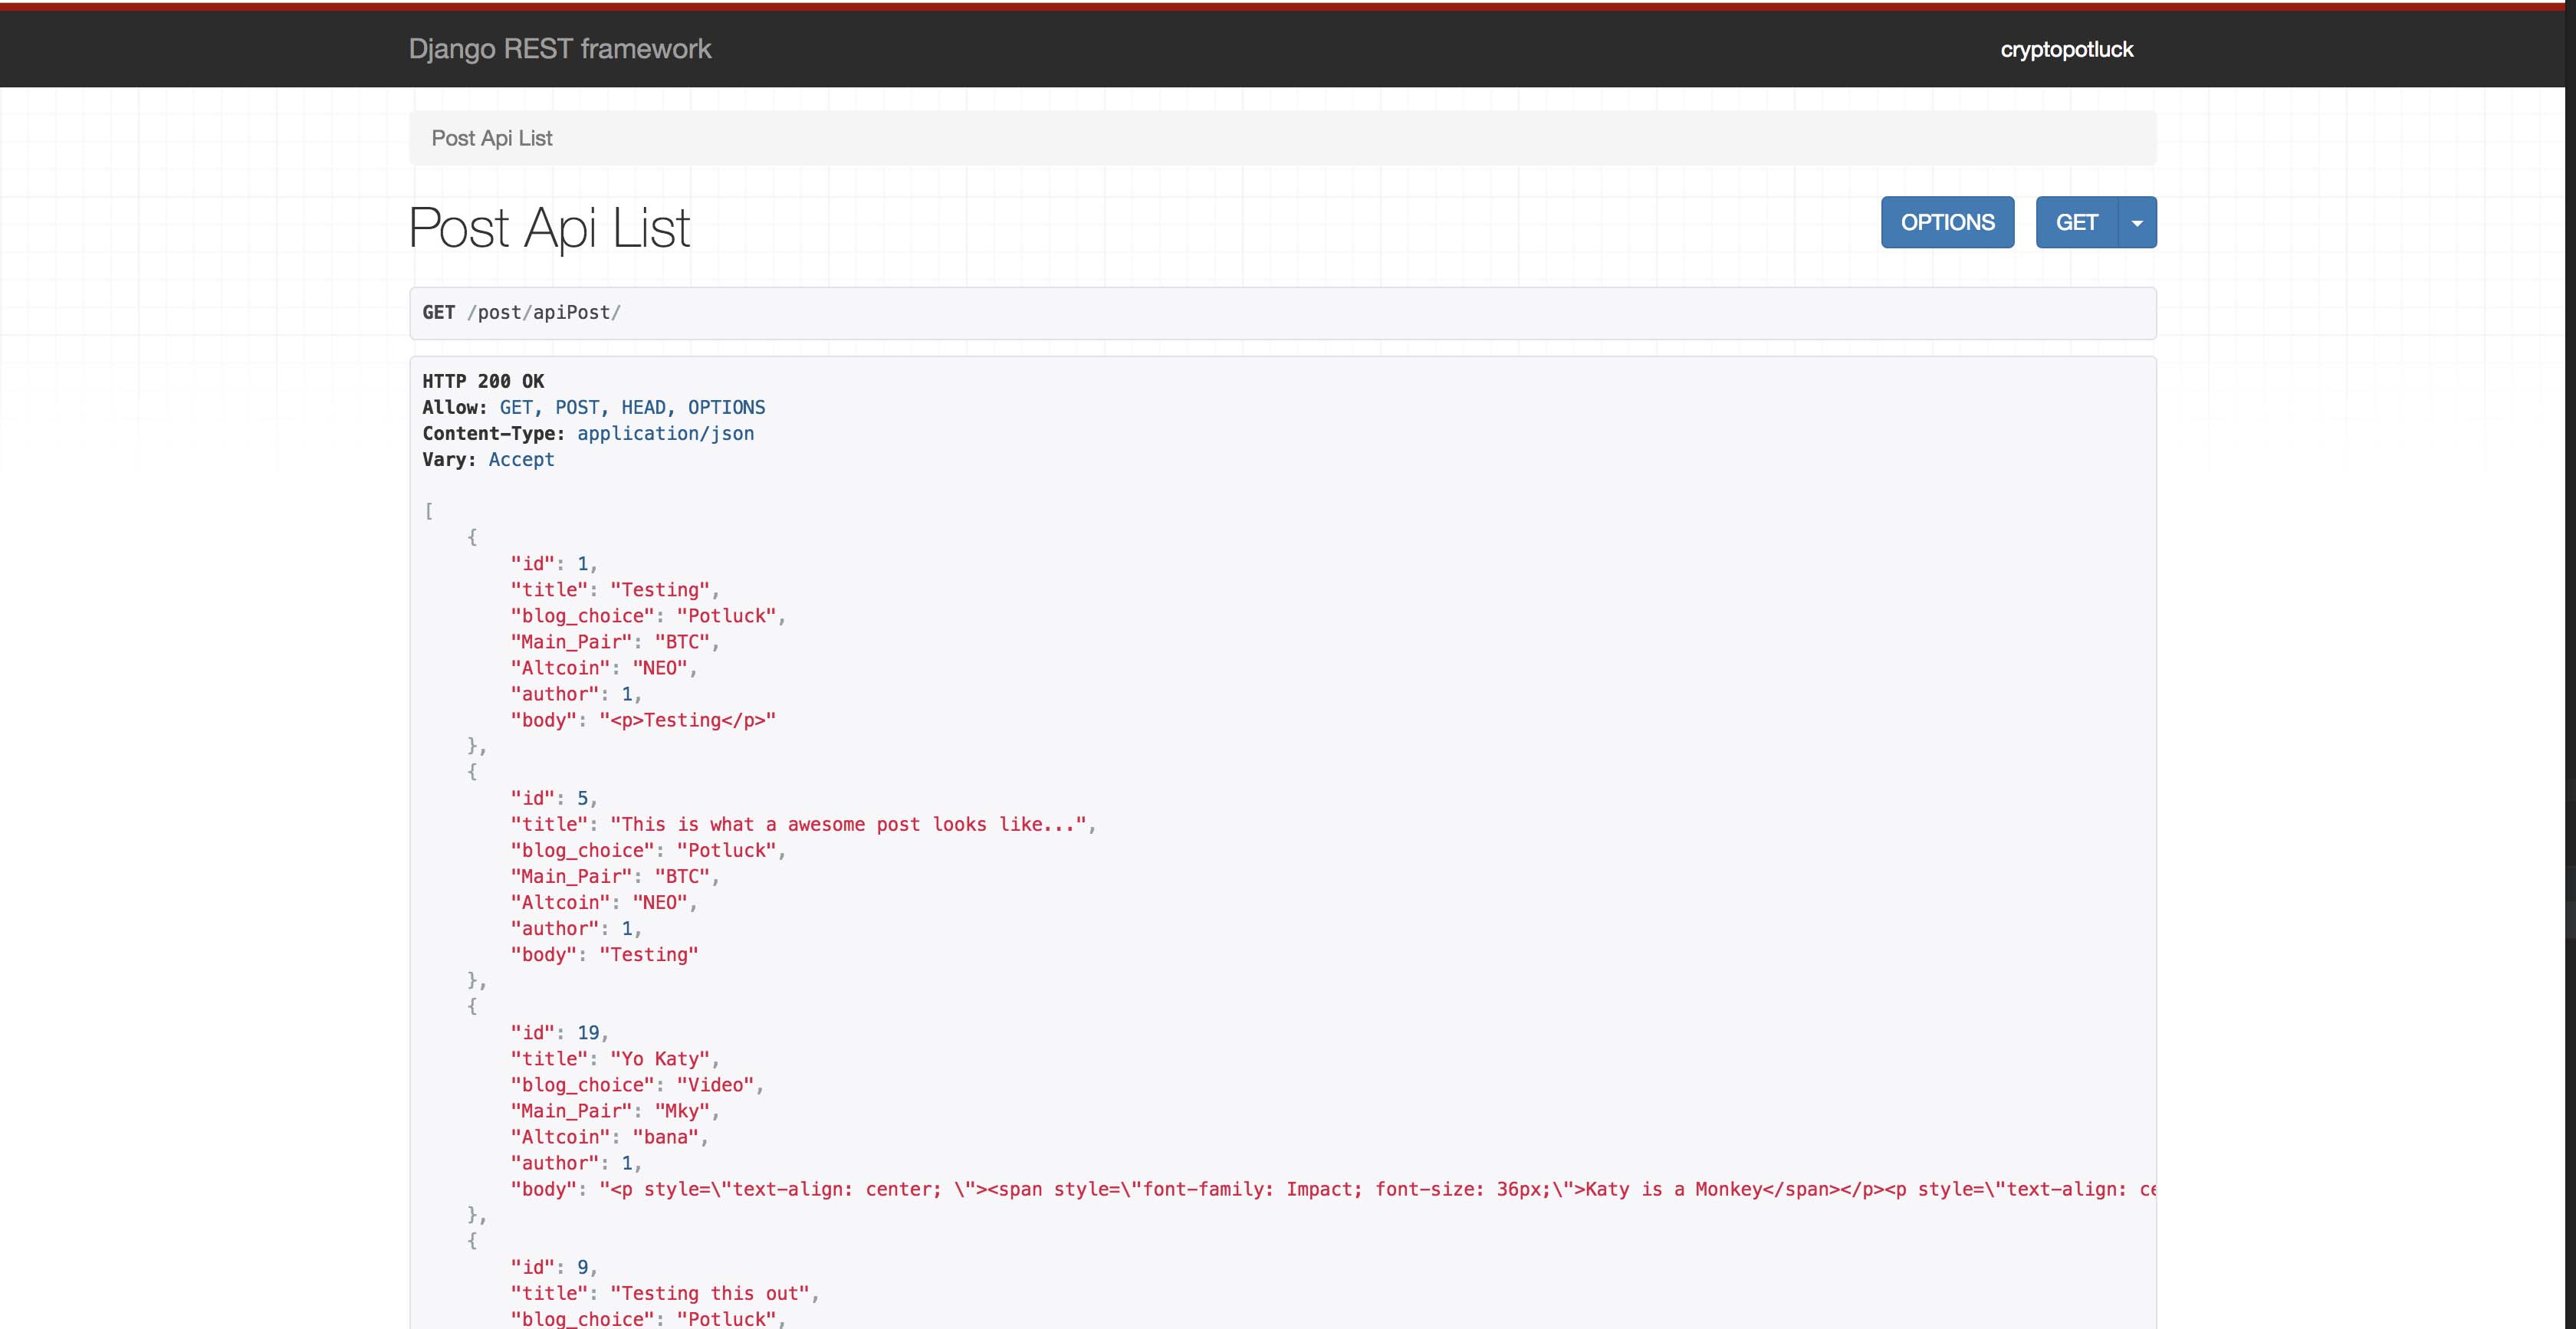 Django REST framework
cryptopotluck
Post Api List
Post Api List
OPTIONS
GET
GET /post/apiPost/
HTTP 200 OK
Allow: GET, POST, HEAD, OPTIONS
Content-Type: application/json
Vary: Accept
[
{
"id": 1,
"title": "Testing",
"blog_choice": "Potluck",
"Main_Pair": "BTC",
"Altcoin": "NEO",
"author": 1,
"body": "<p>Testing</p>"
},
{
"id": 5,
"title": "This is what a awesome post looks like...",
"blog_choice": "Potluck",
"Main_Pair": "BTC",
"Altcoin": "NEO",
"author": 1,
"body": "Testing"
},
{
"id": 19,
"title": "Yo Katy",
"blog_choice": "Video",
"Main_Pair": "Mky",
"Altcoin": "bana",
"author": 1,
"body": "<p style=\"text-align: center; \"><span style=\"font-family: Impact; font-size: 36px;\">Katy is a Monkey</span></p><p style=\"text-align: ce
},
{
"id": 9,
"title": "Testing this out",
"blog_choice": "Potluck",